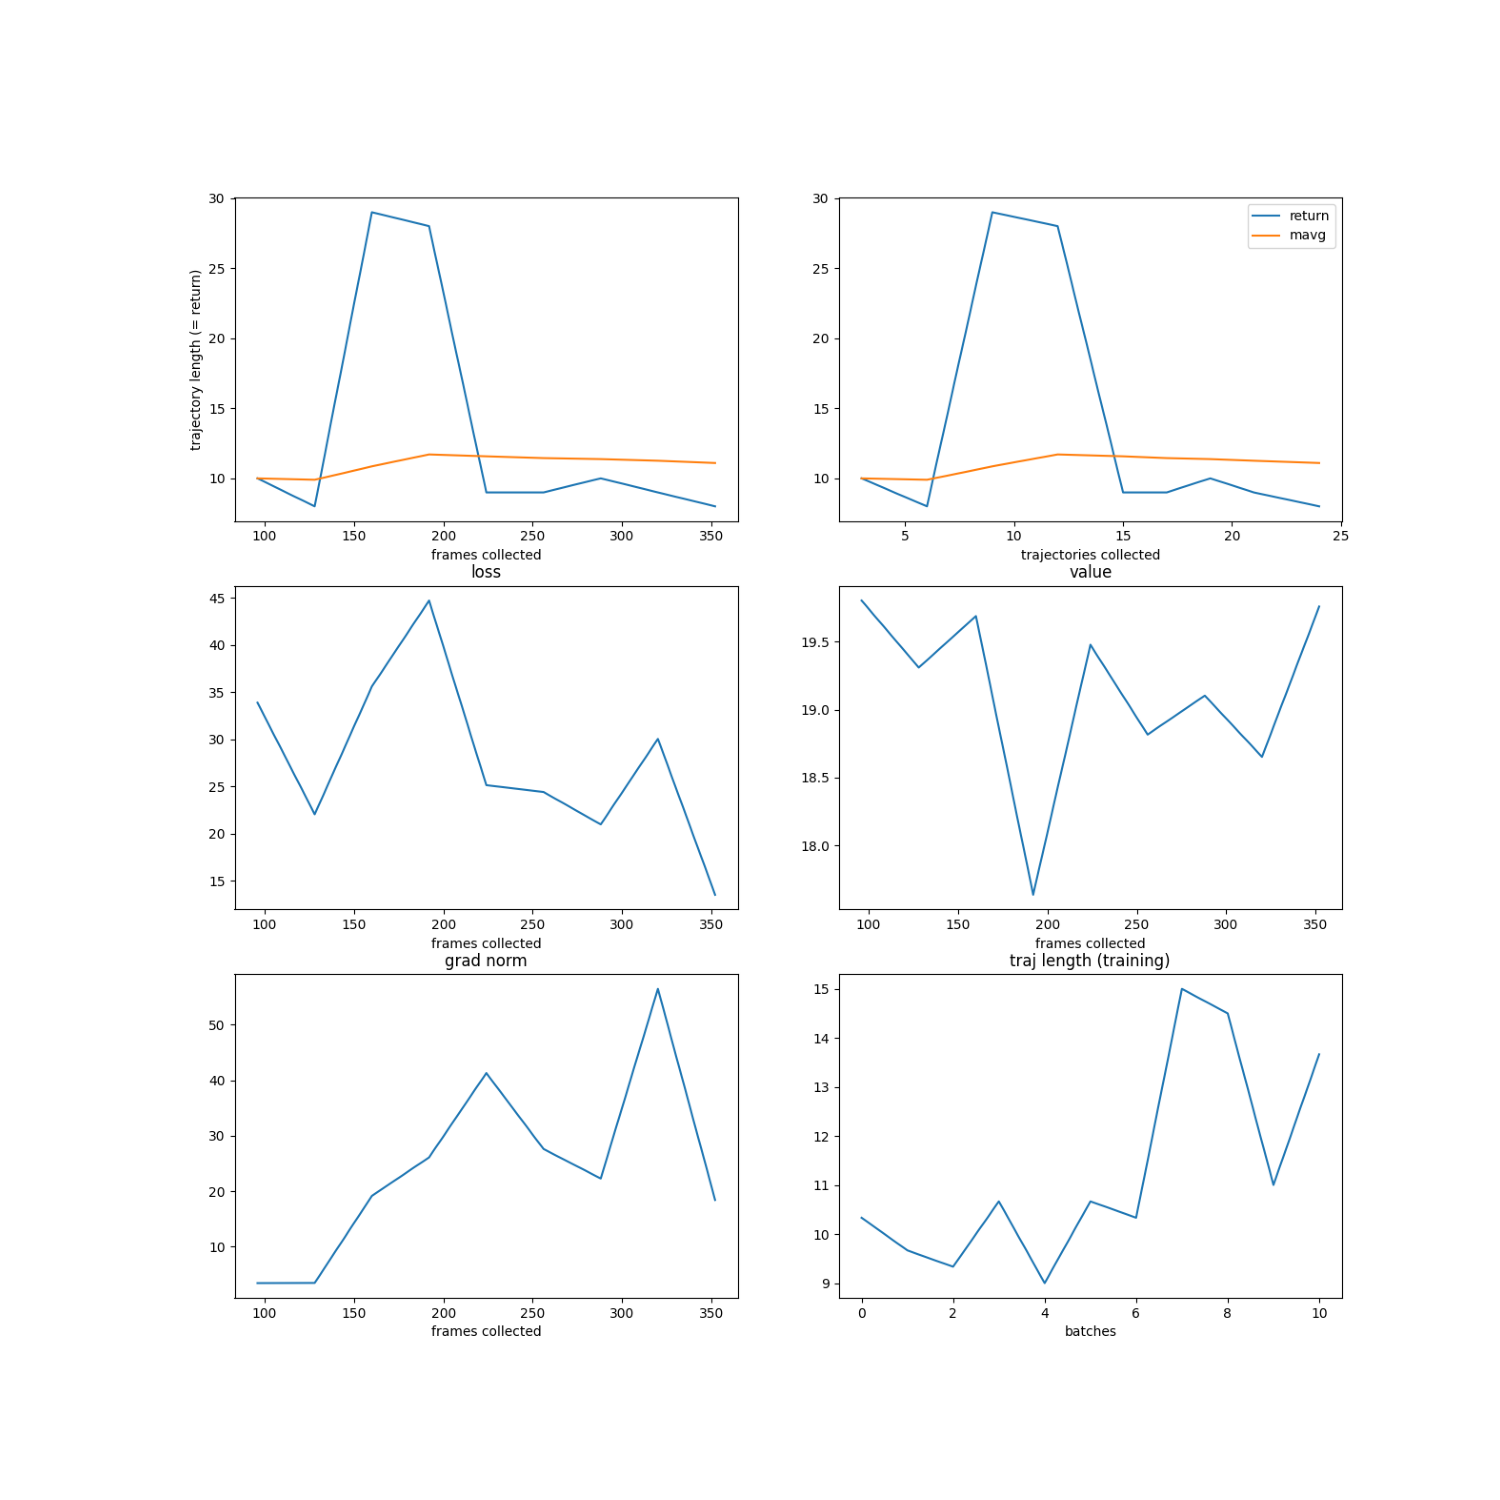 30
25
20
15
10
trajectory length (= return)
100 150 200 250 300 350
frames collected
30
25
20
15
10
return
mavg
5 10 15 20 25
trajectories collected
loss
45
40
35
30
25
20
15
100 150 200 250 300 350
frames collected
value
19.5
19.0
18.5
18.0
100 150 200 250 300 350
frames collected
grad norm
50
40
30
20
10
100 150 200 250 300 350
frames collected
traj length (training)
15
14
13
12
11
10
9
0 2 4 6 8 10
batches